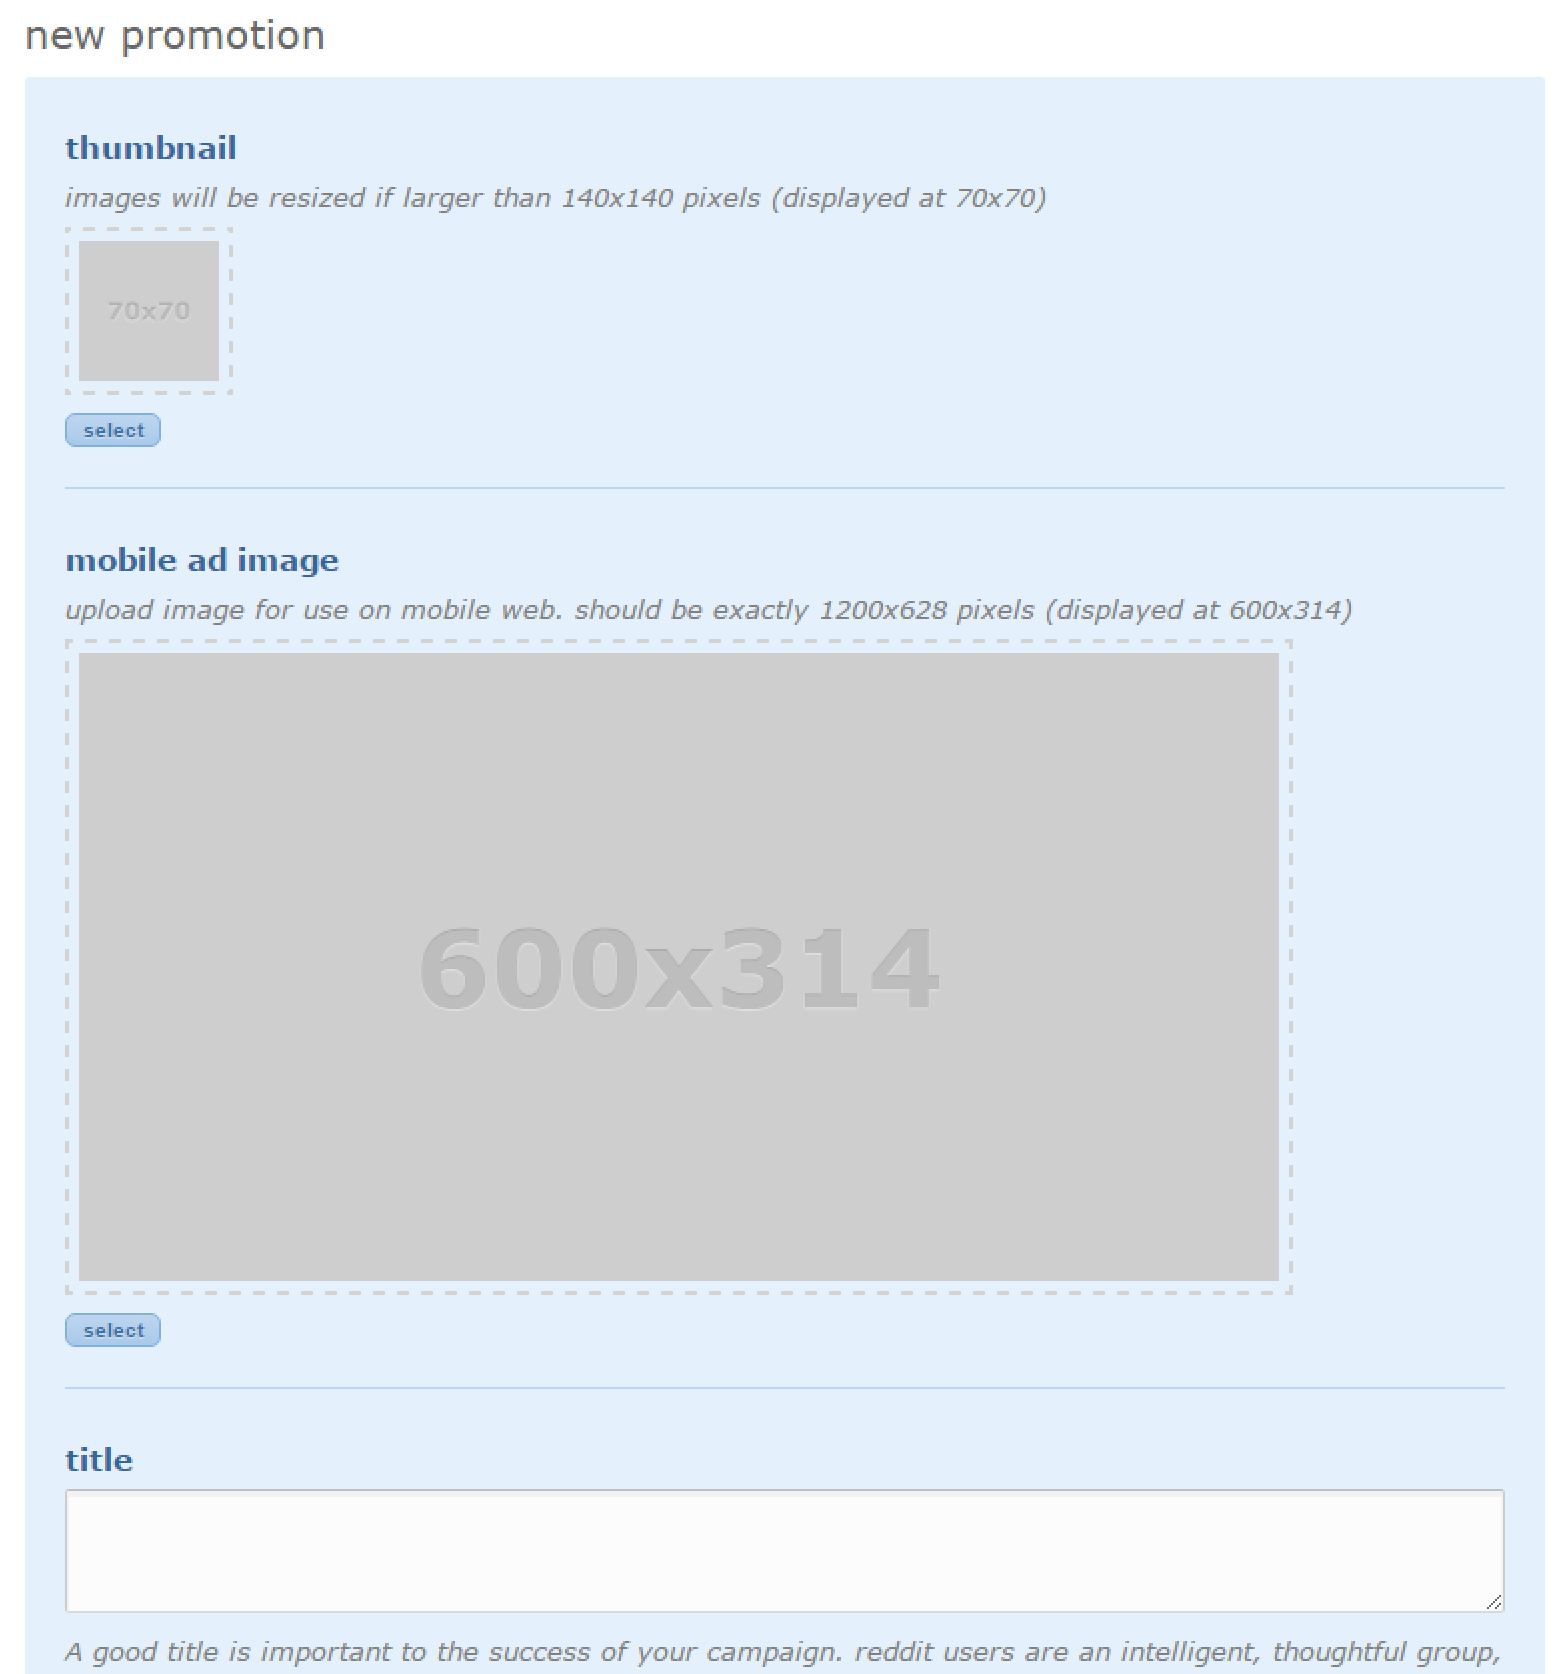 new promotion
thumbnail
images will be resized if larger than 140x140 pixels (displayed at 70x70)
70x70
select
mobile ad image
upload image for use on mobile web. should be exactly 1200x628 pixels (displayed at 600x314)
600x314
select
title
A good title is important to the success of your campaign. reddit users are an intelligent, thoughtful group,